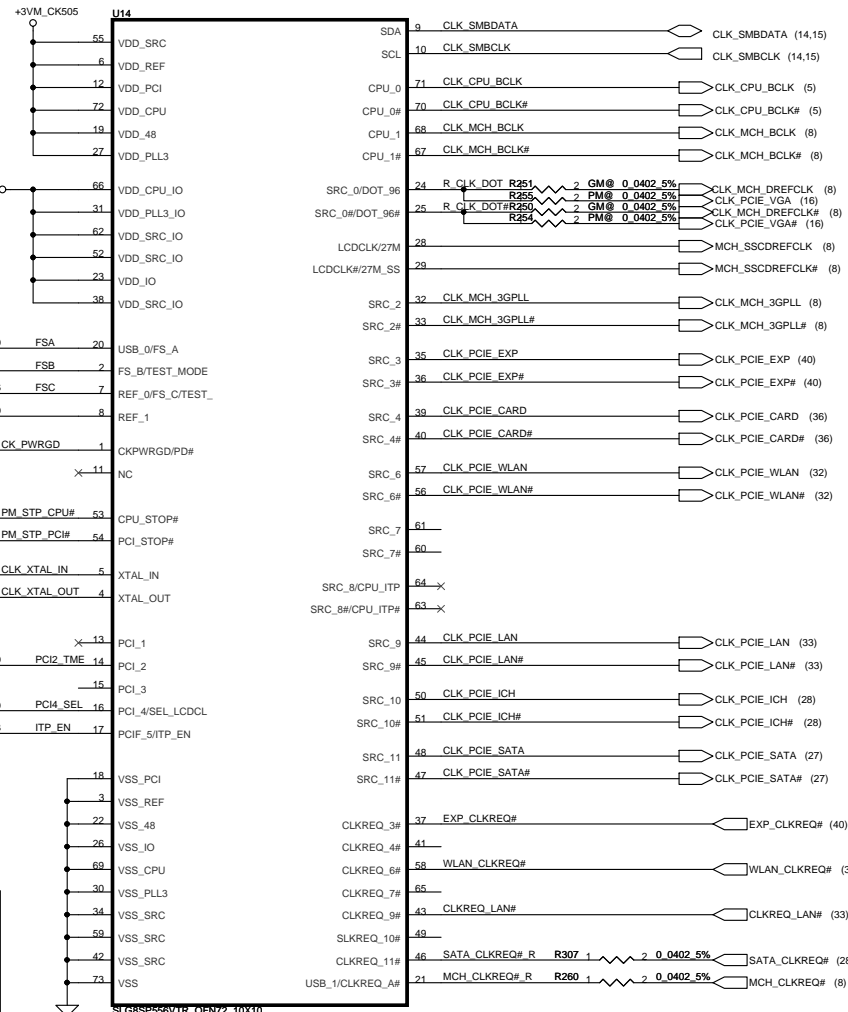 +3VM_CK505
U14
55 VDD_SRC
6 VDD_REF
12 VDD_PCI
72 VDD_CPU
19 VDD_48
27 VDD_PLL3
66 VDD_CPU_IO
31 VDD_PLL3_IO
62 VDD_SRC_IO
52 VDD_SRC_IO
23 VDD_IO
38 VDD_SRC_IO
FSA 20 USB_0/FS_A
FSB 2 FS_B/TEST_MODE
FSC 7 REF_0/FS_C/TEST_
8 REF_1
CK_PWRGD 1 CKPWRGD/PD#
11 NC
PM_STP_CPU# 53 CPU_STOP#
PM_STP_PCI# 54 PCI_STOP#
CLK_XTAL_IN 5 XTAL_IN
CLK_XTAL_OUT 4 XTAL_OUT
13 PCI_1
PCI2_TME 14 PCI_2
15 PCI_3
PCI4_SEL 16 PCI_4/SEL_LCDCL
ITP_EN 17 PCIF_5/ITP_EN
18 VSS_PCI
3 VSS_REF
22 VSS_48
26 VSS_IO
69 VSS_CPU
30 VSS_PLL3
34 VSS_SRC
59 VSS_SRC
42 VSS_SRC
73 VSS
SDA 9 CLK_SMBDATA CLK_SMBDATA (14,15)
SCL 10 CLK_SMBCLK CLK_SMBCLK (14,15)
CPU_0 71 CLK_CPU_BCLK CLK_CPU_BCLK (5)
CPU_0# 70 CLK_CPU_BCLK# CLK_CPU_BCLK# (5)
CPU_1 68 CLK_MCH_BCLK CLK_MCH_BCLK (8)
CPU_1# 67 CLK_MCH_BCLK# CLK_MCH_BCLK# (8)
SRC_0/DOT_96 24 R_CLK_DOT R251 2 GM@ 0_0402_5% CLK_MCH_DREFCLK (8)
R255 2 PM@ 0_0402_5% CLK_PCIE_VGA (16)
SRC_0#/DOT_96# 25 R_CLK_DOT# R250 2 GM@ 0_0402_5% CLK_MCH_DREFCLK# (8)
R254 2 PM@ 0_0402_5% CLK_PCIE_VGA# (16)
LCDCLK/27M 28 MCH_SSCDREFCLK (8)
LCDCLK#/27M_SS 29 MCH_SSCDREFCLK# (8)
SRC_2 32 CLK_MCH_3GPLL CLK_MCH_3GPLL (8)
SRC_2# 33 CLK_MCH_3GPLL# CLK_MCH_3GPLL# (8)
SRC_3 35 CLK_PCIE_EXP CLK_PCIE_EXP (40)
SRC_3# 36 CLK_PCIE_EXP# CLK_PCIE_EXP# (40)
SRC_4 39 CLK_PCIE_CARD CLK_PCIE_CARD (36)
SRC_4# 40 CLK_PCIE_CARD# CLK_PCIE_CARD# (36)
SRC_6 57 CLK_PCIE_WLAN CLK_PCIE_WLAN (32)
SRC_6# 56 CLK_PCIE_WLAN# CLK_PCIE_WLAN# (32)
SRC_7 61
SRC_7# 60
SRC_8/CPU_ITP 64
SRC_8#/CPU_ITP# 63
SRC_9 44 CLK_PCIE_LAN CLK_PCIE_LAN (33)
SRC_9# 45 CLK_PCIE_LAN# CLK_PCIE_LAN# (33)
SRC_10 50 CLK_PCIE_ICH CLK_PCIE_ICH (28)
SRC_10# 51 CLK_PCIE_ICH# CLK_PCIE_ICH# (28)
SRC_11 48 CLK_PCIE_SATA CLK_PCIE_SATA (27)
SRC_11# 47 CLK_PCIE_SATA# CLK_PCIE_SATA# (27)
CLKREQ_3# 37 EXP_CLKREQ# EXP_CLKREQ# (40)
CLKREQ_4# 41
CLKREQ_6# 58 WLAN_CLKREQ# WLAN_CLKREQ#
CLKREQ_7# 65
CLKREQ_9# 43 CLKREQ_LAN# CLKREQ_LAN# (33)
SLKREQ_10# 49
CLKREQ_11# 46 SATA_CLKREQ#_R R307 1 2 0_0402_5% SATA_CLKREQ#
USB_1/CLKREQ_A# 21 MCH_CLKREQ#_R R260 1 2 0_0402_5% MCH_CLKREQ# (8)
SLG8SP556VTR_QFN72_10X10